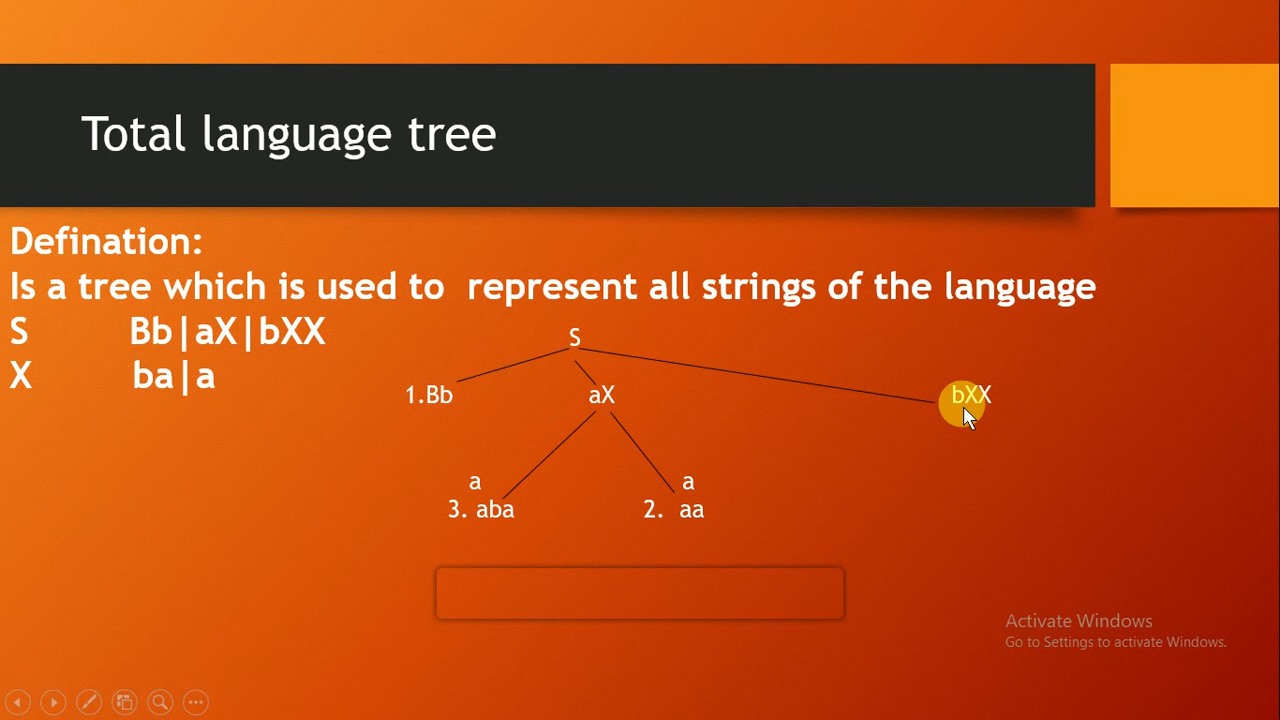 Total language tree
Defination:
Is a tree which is used to represent all strings of the language
S Bb|aX|bXX
X ba|a
S
1.Bb
aX
bXX
a
a
3. aba
2. aa
Activate Windows
Go to Settings to activate Windows.